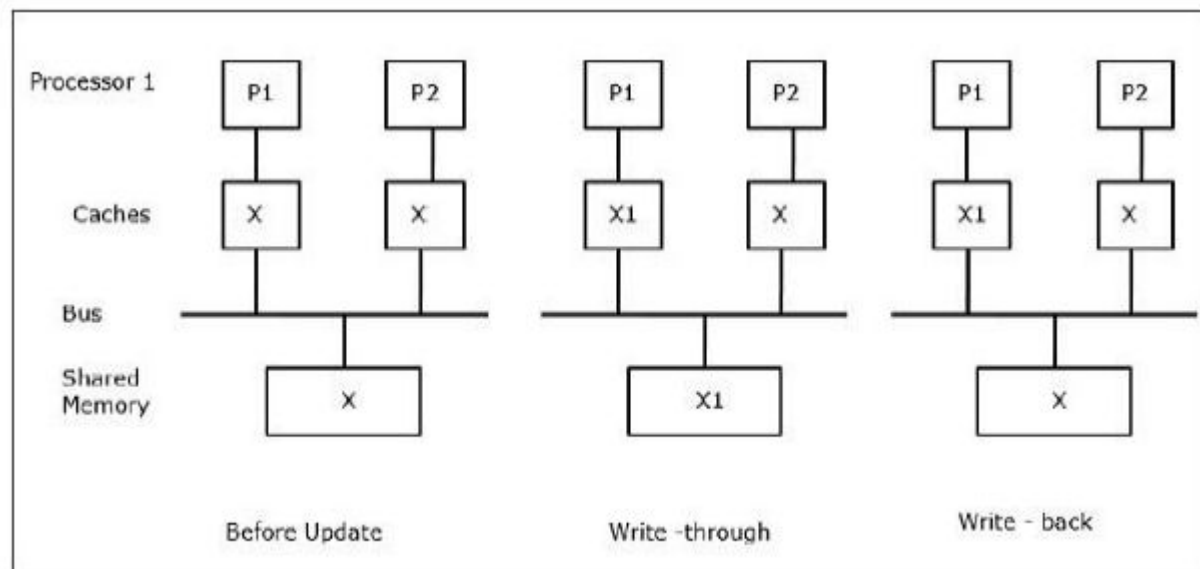 Processor 1 P1 P2 P1 P2 P1 P2
Caches X X X1 X X1 X
Bus
Shared
Memory X X1 X
Before Update Write -through Write - back